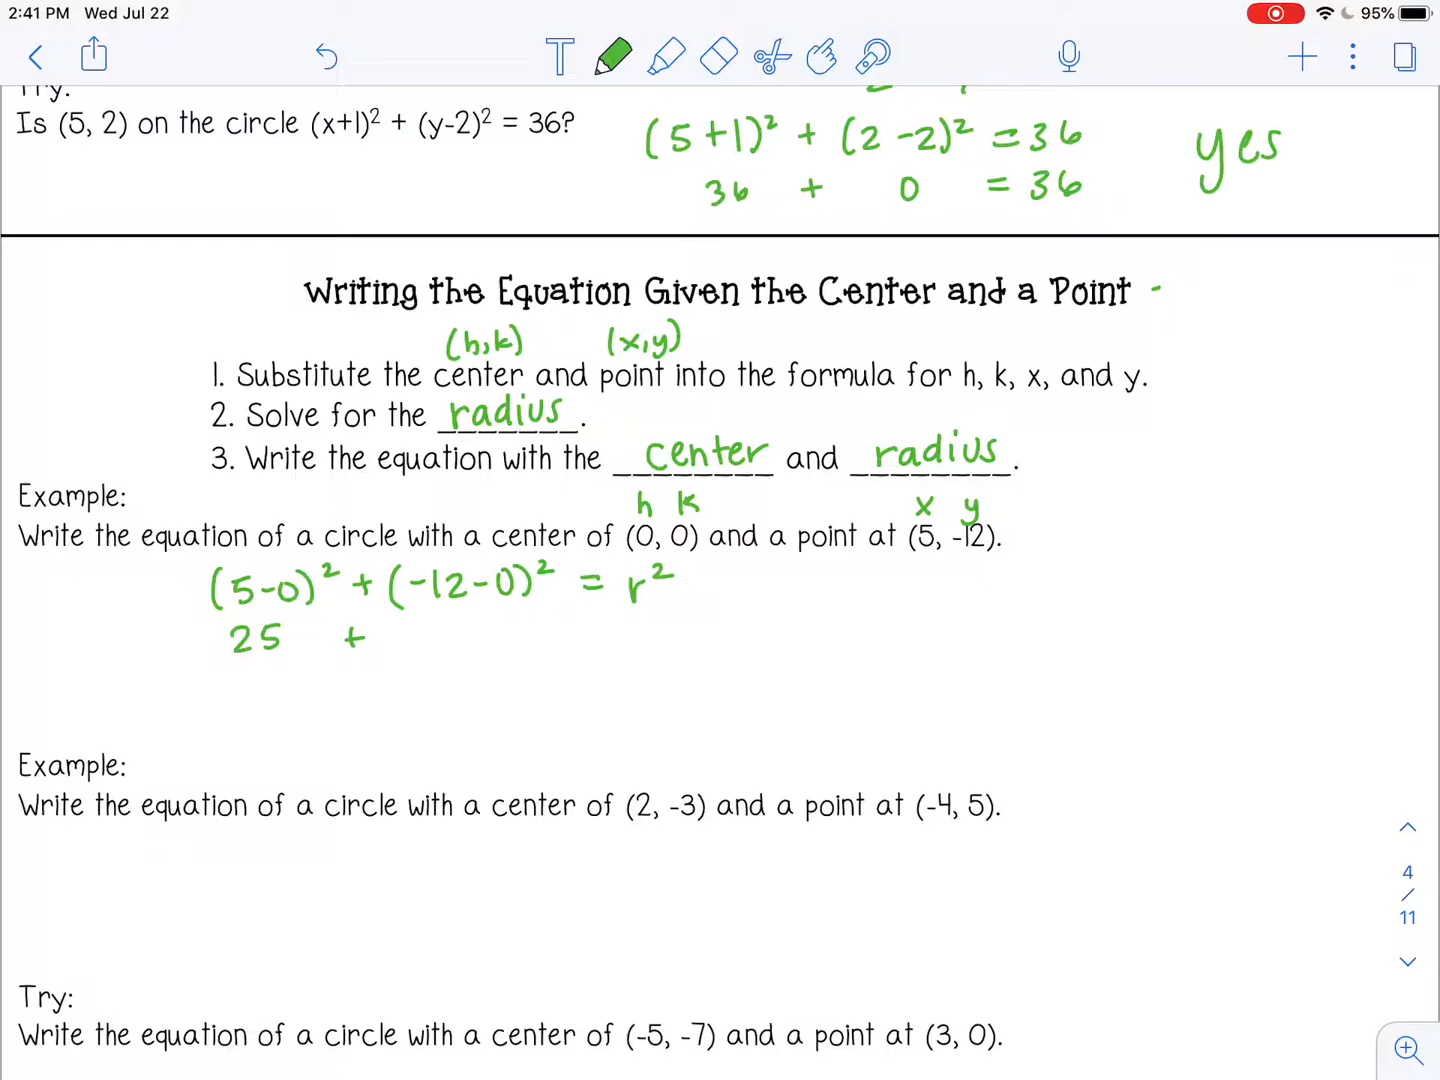 2:41 PM Wed Jul 22 95%
Try:
Is (5, 2) on the circle (x+1)² + (y-2)² = 36?
(5+1)² + (2-2)² = 36
36 + 0 = 36
yes
Writing the Equation Given the Center and a Point -
(h,k) (x,y)
1. Substitute the center and point into the formula for h, k, x, and y.
2. Solve for the radius.
3. Write the equation with the center and radius.
Example:
h k x y
Write the equation of a circle with a center of (0, 0) and a point at (5, -12).
(5-0)² + (-12-0)² = r²
25 +
Example:
Write the equation of a circle with a center of (2, -3) and a point at (-4, 5).
4
/
11
Try:
Write the equation of a circle with a center of (-5, -7) and a point at (3, 0).